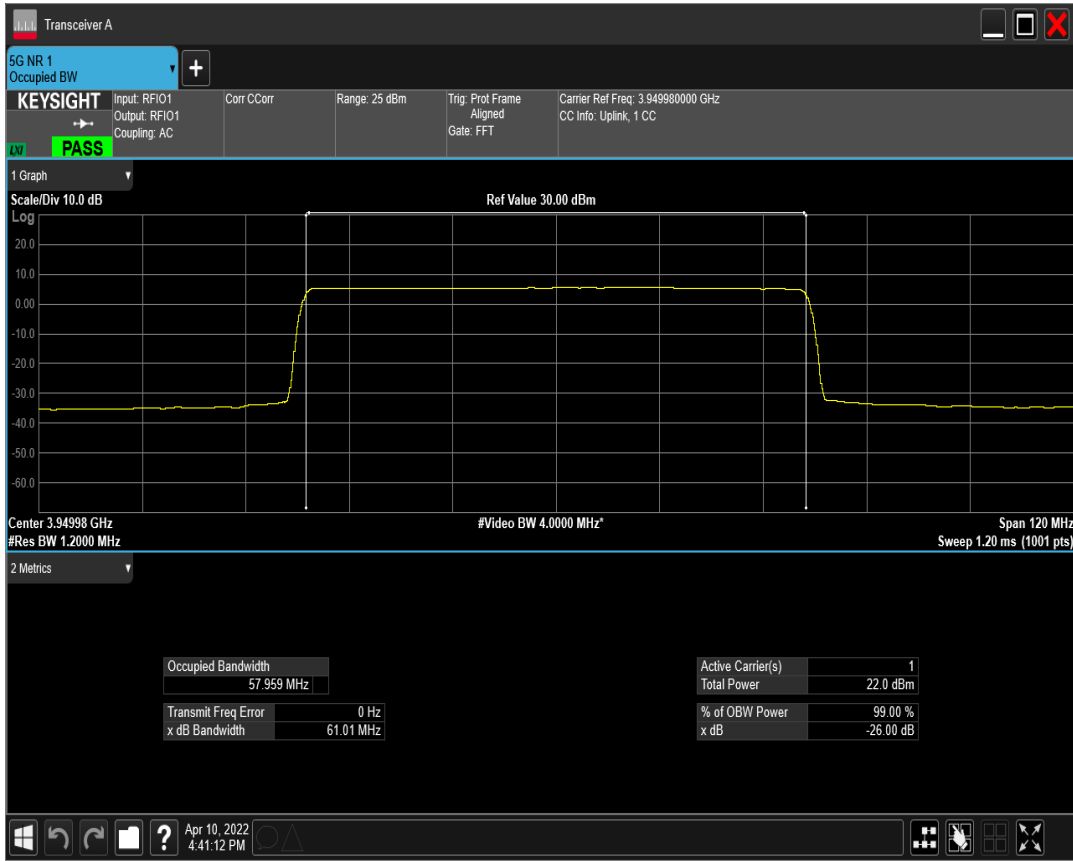 Transceiver A
5G NR 1
Occupied BW
KEYSIGHT
LXI
PASS
Input: RFIO1
Output: RFIO1
Coupling: AC
Corr CCorr
Range: 25 dBm
Trig: Prot Frame
Aligned
Gate: FFT
Carrier Ref Freq: 3.949980000 GHz
CC Info: Uplink, 1 CC
1 Graph
Scale/Div 10.0 dB
Ref Value 30.00 dBm
Log
20.0
10.0
0.00
-10.0
-20.0
-30.0
-40.0
-50.0
-60.0
Center 3.94998 GHz
#Video BW 4.0000 MHz*
Span 120 MHz
#Res BW 1.2000 MHz
Sweep 1.20 ms (1001 pts)
2 Metrics
Occupied Bandwidth
57.959 MHz
Transmit Freq Error 0 Hz
x dB Bandwidth 61.01 MHz
Active Carrier(s) 1
Total Power 22.0 dBm
% of OBW Power 99.00 %
x dB -26.00 dB
?
Apr 10, 2022
4:41:12 PM